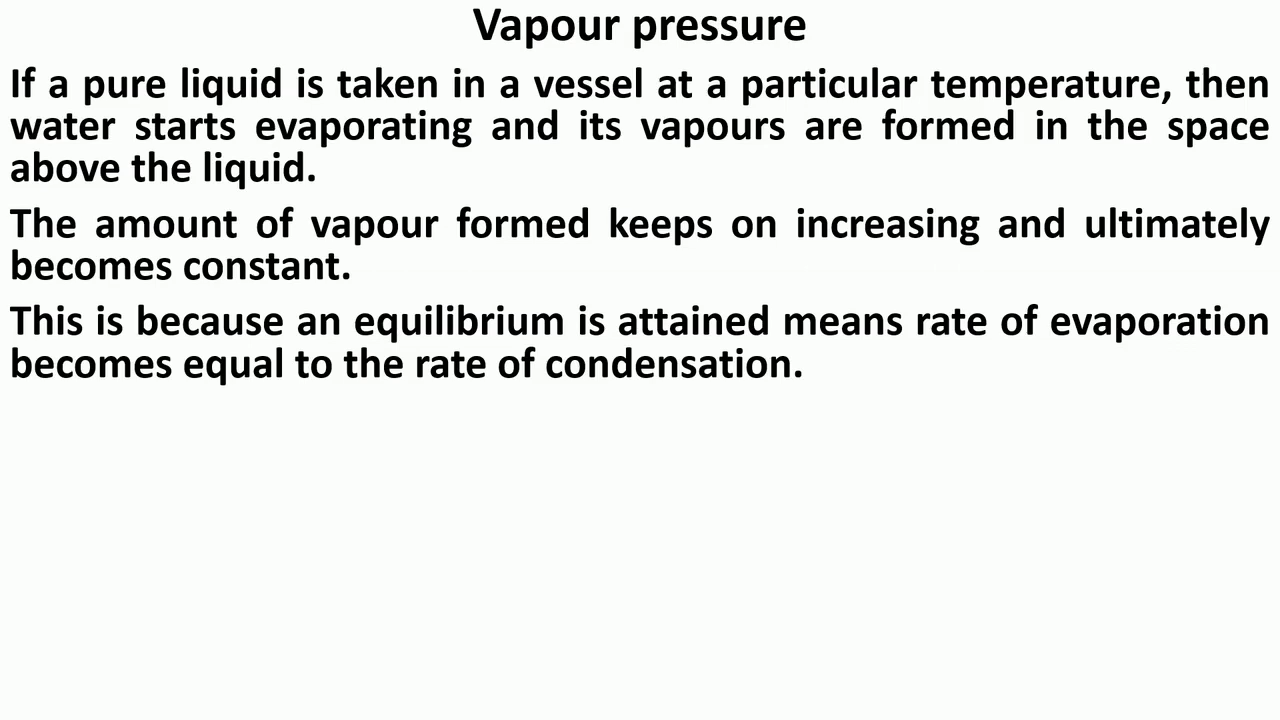 Vapour pressure
If a pure liquid is taken in a vessel at a particular temperature, then
water starts evaporating and its vapours are formed in the space
above the liquid.
The amount of vapour formed keeps on increasing and ultimately
becomes constant.
This is because an equilibrium is attained means rate of evaporation
becomes equal to the rate of condensation.